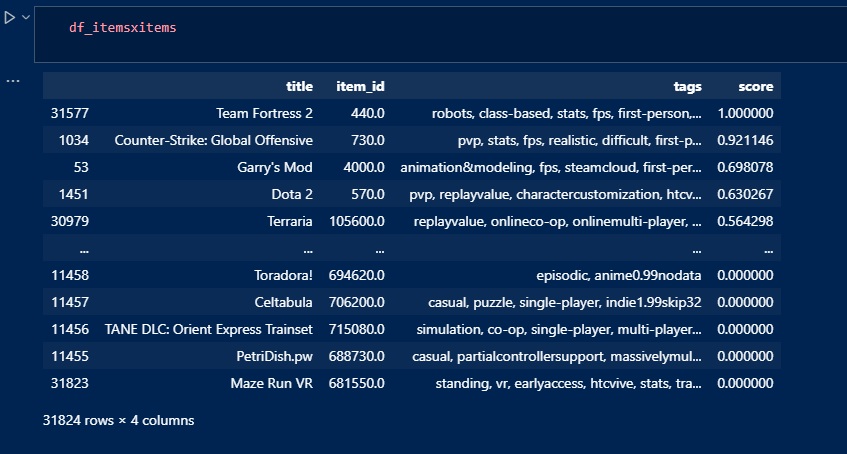 df_itemsxitems
...
title item_id tags score
31577 Team Fortress 2 440.0 robots, class-based, stats, fps, first-person,... 1.000000
1034 Counter-Strike: Global Offensive 730.0 pvp, stats, fps, realistic, difficult, first-p... 0.921146
53 Garry's Mod 4000.0 animation&modeling, fps, steamcloud, first-per... 0.698078
1451 Dota 2 570.0 pvp, replayvalue, charactercustomization, htcv... 0.630267
30979 Terraria 105600.0 replayvalue, onlineco-op, onlinemulti-player, ... 0.564298
... ... ... ... ...
11458 Toradora! 694620.0 episodic, anime0.99nodata 0.000000
11457 Celtabula 706200.0 casual, puzzle, single-player, indie1.99skip32 0.000000
11456 TANE DLC: Orient Express Trainset 715080.0 simulation, co-op, single-player, multi-player... 0.000000
11455 PetriDish.pw 688730.0 casual, partialcontrollersupport, massivelymul... 0.000000
31823 Maze Run VR 681550.0 standing, vr, earlyaccess, htcvive, stats, tra... 0.000000
31824 rows × 4 columns